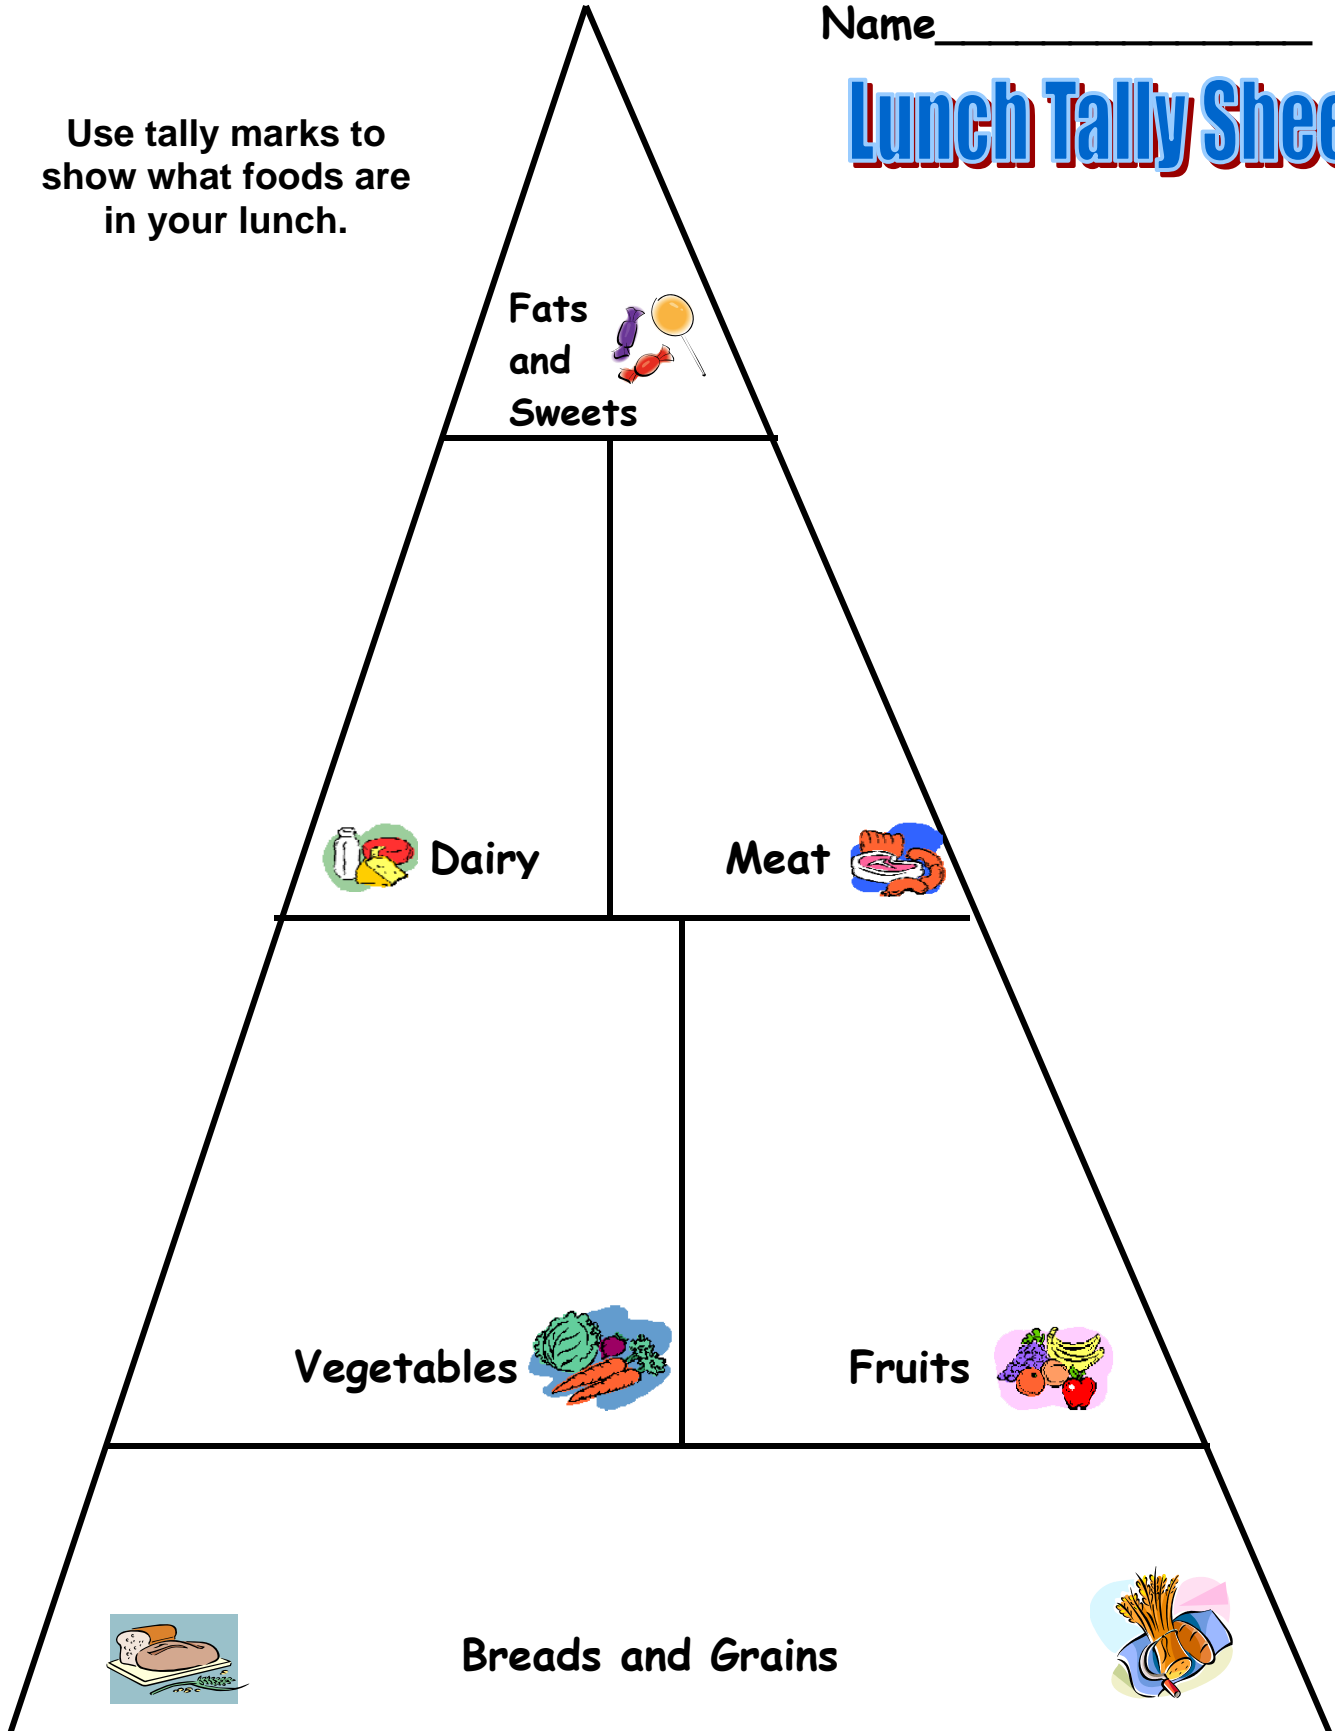 Name__________________
Lunch Tally Shee
Use tally marks to
show what foods are
in your lunch.
Fats
and
Sweets
Dairy
Meat
Vegetables
Fruits
Breads and Grains